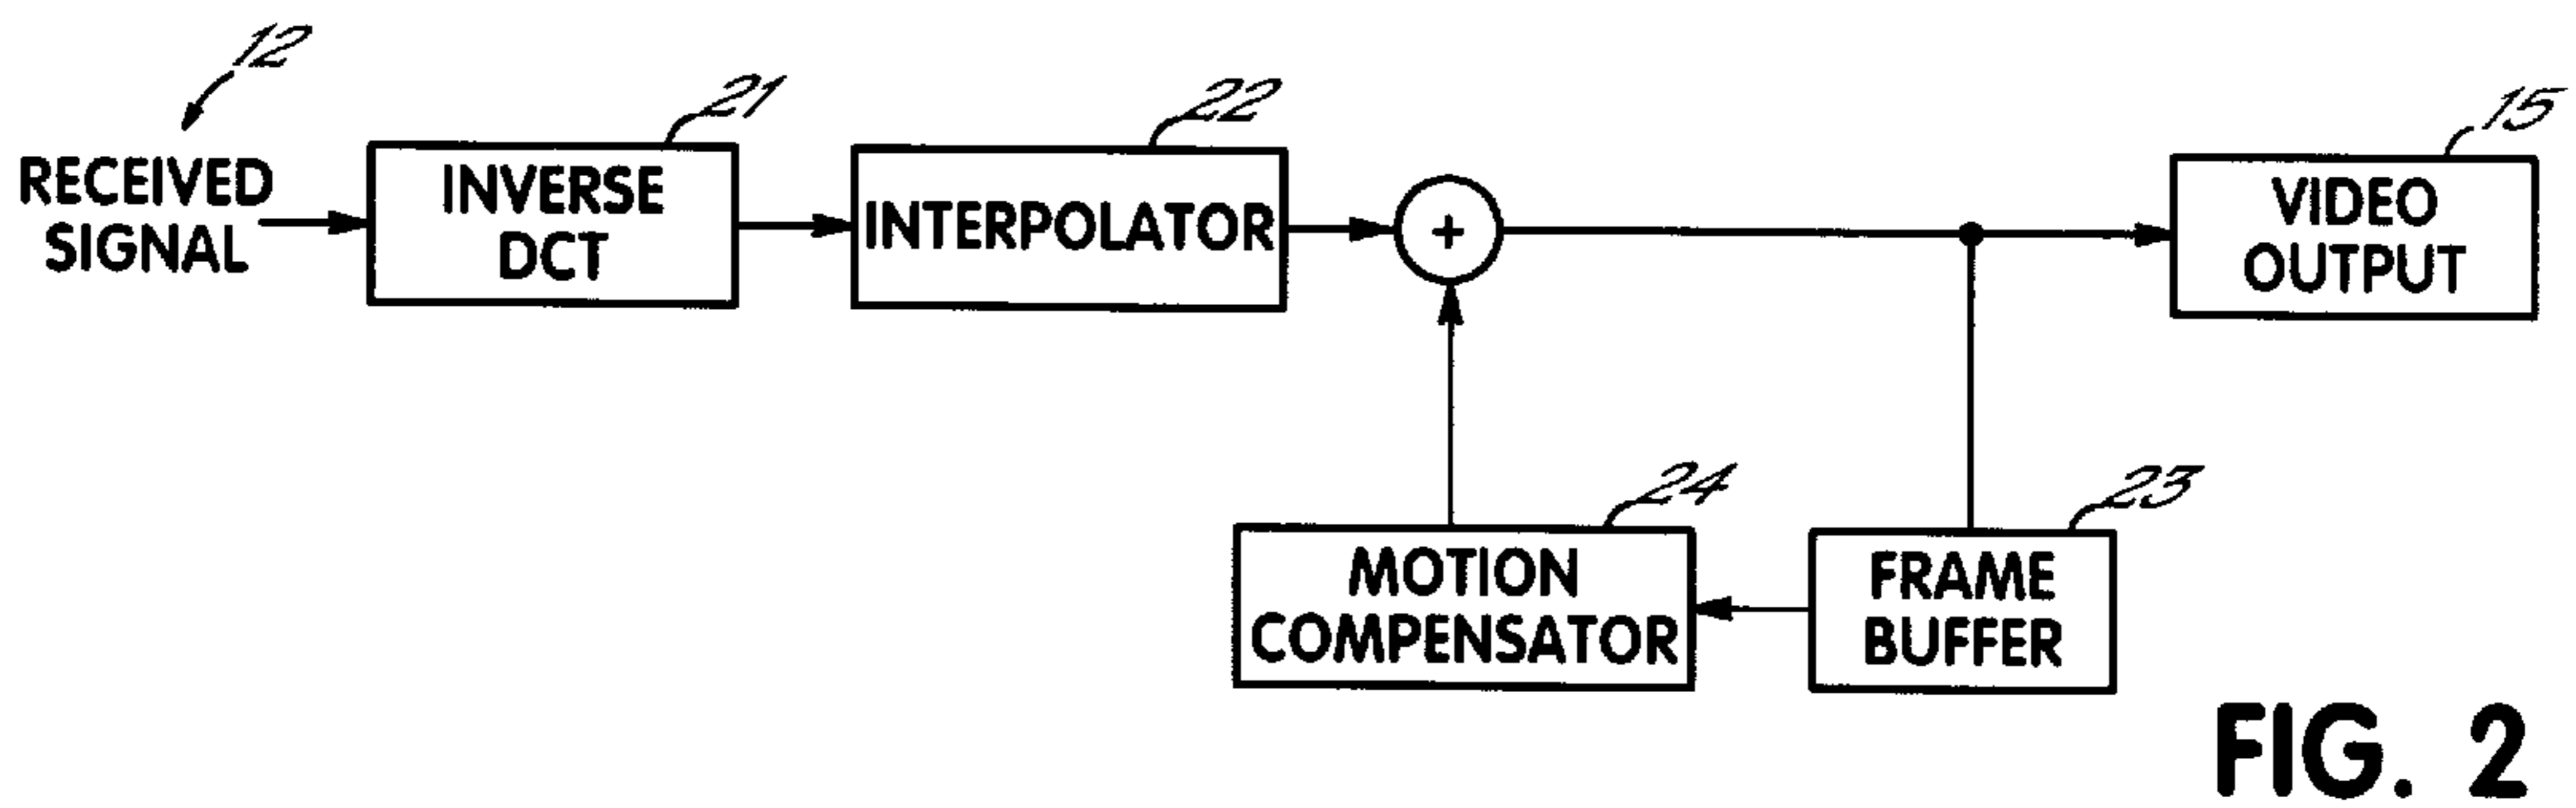 12
RECEIVED
SIGNAL
21
INVERSE
DCT
22
INTERPOLATOR
+
15
VIDEO
OUTPUT
24
MOTION
COMPENSATOR
23
FRAME
BUFFER
FIG. 2